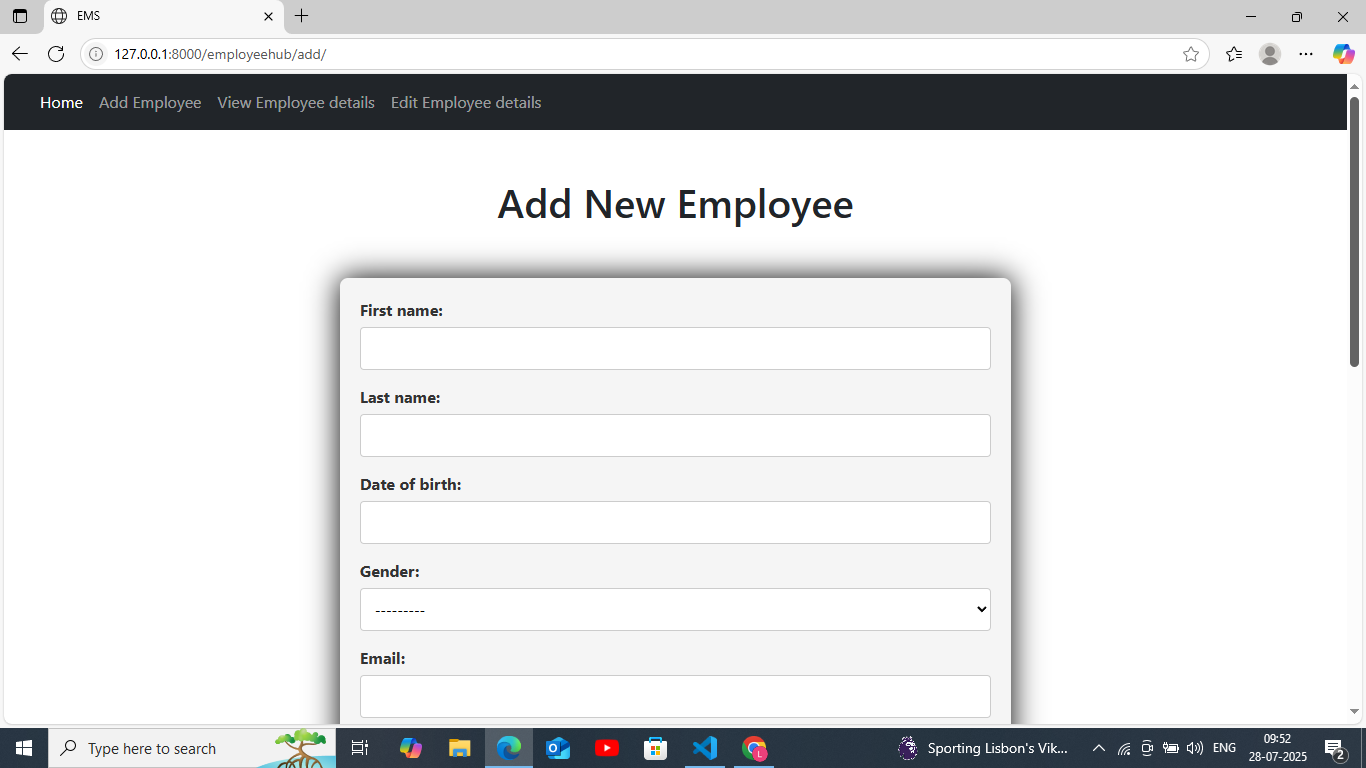 EMS
127.0.0.1:8000/employeehub/add/
Home Add Employee View Employee details Edit Employee details
Add New Employee
First name:
Last name:
Date of birth:
Gender:
---------
Email:
Type here to search
Sporting Lisbon's Vik...
ENG
09:52
28-07-2025
2
L